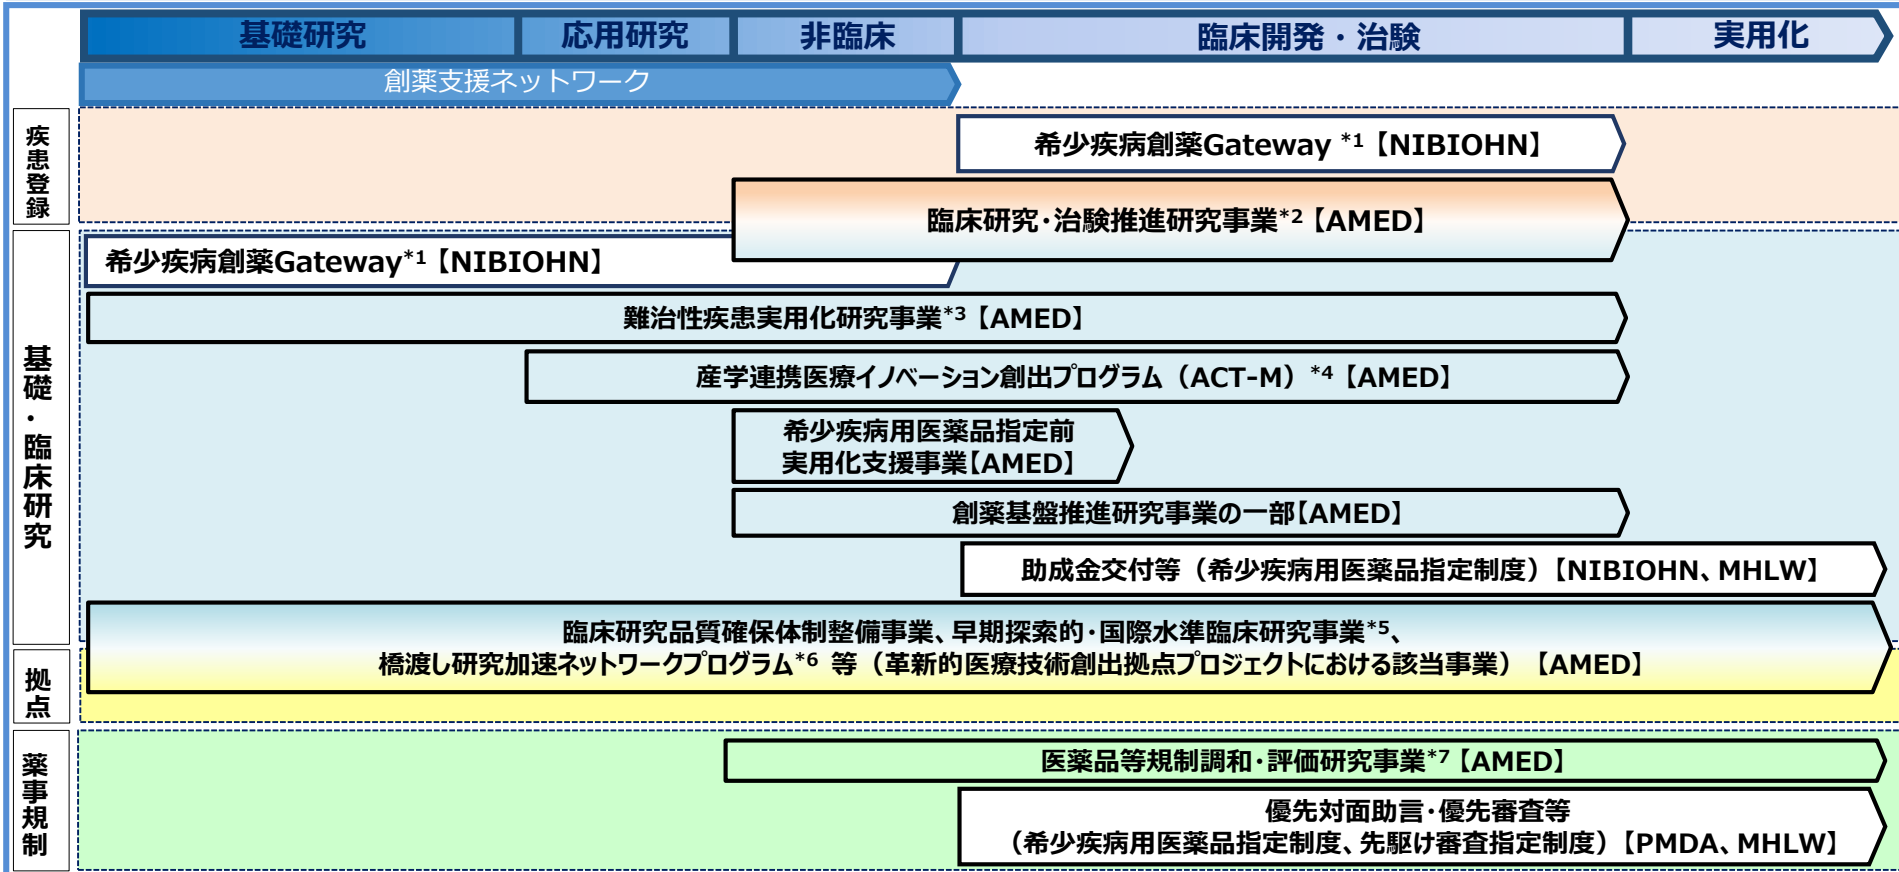 基礎研究
応用研究
非臨床
臨床開発・治験
実用化
創薬支援ネットワーク
疾患登録
希少疾病創薬Gateway *1【NIBIOHN】
臨床研究・治験推進研究事業*2【AMED】
基礎・臨床研究
希少疾病創薬Gateway*1【NIBIOHN】
難治性疾患実用化研究事業*3【AMED】
産学連携医療イノベーション創出プログラム（ACT-M）*4【AMED】
希少疾病用医薬品指定前
実用化支援事業【AMED】
創薬基盤推進研究事業の一部【AMED】
助成金交付等（希少疾病用医薬品指定制度）【NIBIOHN、MHLW】
臨床研究品質確保体制整備事業、早期探索的・国際水準臨床研究事業*5、
橋渡し研究加速ネットワークプログラム*6 等（革新的医療技術創出拠点プロジェクトにおける該当事業）【AMED】
拠点
薬事規制
医薬品等規制調和・評価研究事業*7【AMED】
優先対面助言・優先審査等
（希少疾病用医薬品指定制度、先駆け審査指定制度）【PMDA、MHLW】